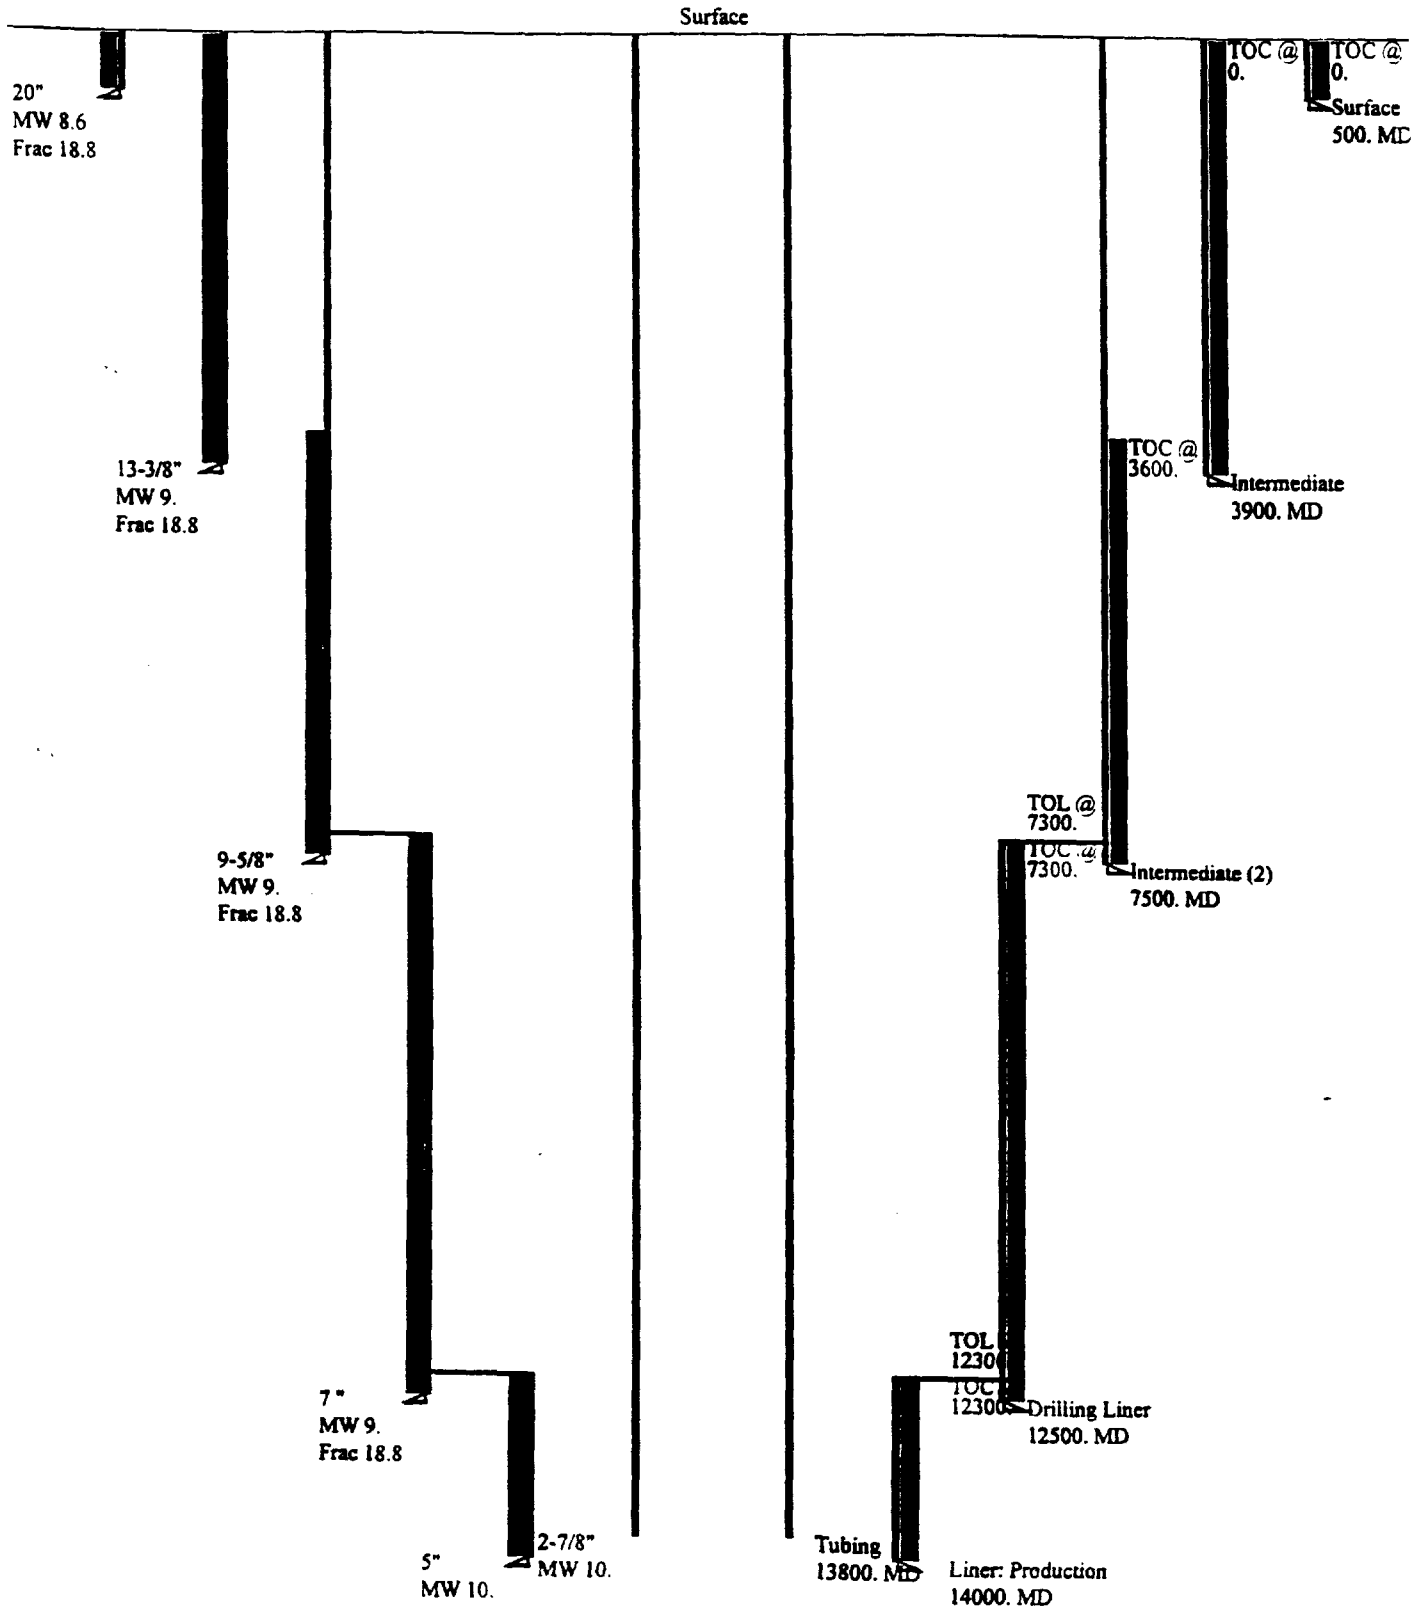 Surface
TOC @
0.
TOC @
0.
20"
MW 8.6
Frac 18.8
Surface
500. MD
13-3/8"
MW 9.
Frac 18.8
TOC @
3600.
Intermediate
3900. MD
TOL @
7300.
TOC @
7300.
9-5/8"
MW 9.
Frac 18.8
Intermediate (2)
7500. MD
TOL
12300
TOC
12300.
7 "
MW 9.
Frac 18.8
Drilling Liner
12500. MD
5"
MW 10.
2-7/8"
MW 10.
Tubing
13800. MD
Liner: Production
14000. MD